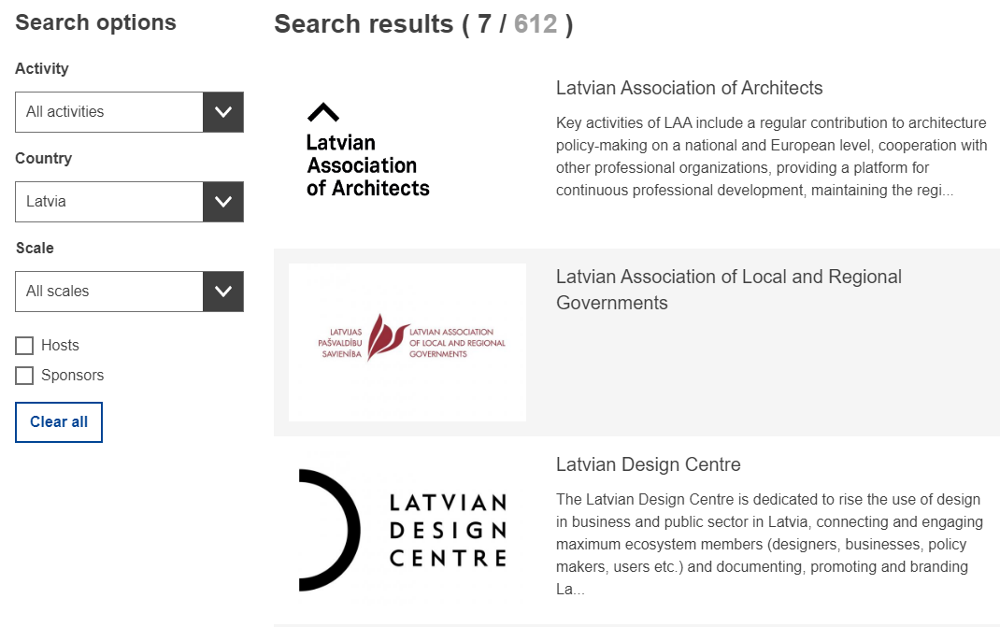 Search options
Activity
All activities
Country
Latvia
Scale
All scales
Hosts
Sponsors
Clear all
Search results ( 7 / 612 )
Latvian
Association
of Architects
Latvian Association of Architects
Key activities of LAA include a regular contribution to architecture
policy-making on a national and European level, cooperation with
other professional organizations, providing a platform for
continuous professional development, maintaining the regi...
LATVIJAS
PAŠVALDĪBU
SAVIENĪBA
LATVIAN ASSOCIATION
OF LOCAL AND REGIONAL
GOVERNMENTS
Latvian Association of Local and Regional
Governments
LATVIAN
DESIGN
CENTRE
Latvian Design Centre
The Latvian Design Centre is dedicated to rise the use of design
in business and public sector in Latvia, connecting and engaging
maximum ecosystem members (designers, businesses, policy
makers, users etc.) and documenting, promoting and branding
La...